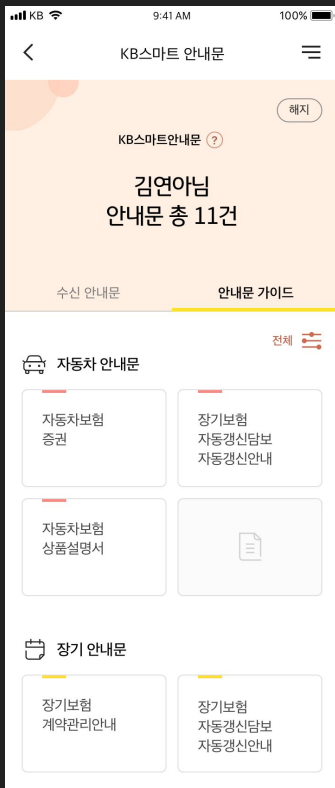 KB 9:41 AM 100%
KB스마트 안내문
해지
KB스마트안내문 ?
김연아님
안내문 총 11건
수신 안내문 안내문 가이드
전체
자동차 안내문
자동차보험
증권
장기보험
자동갱신담보
자동갱신안내
자동차보험
상품설명서
장기 안내문
장기보험
계약관리안내
장기보험
자동갱신담보
자동갱신안내